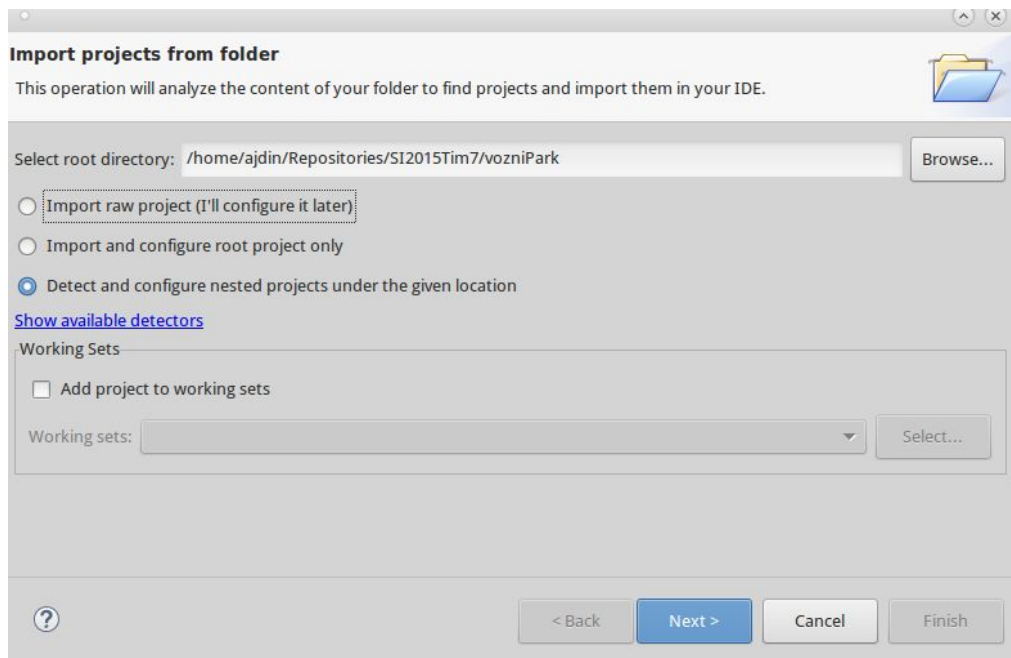 Import projects from folder
This operation will analyze the content of your folder to find projects and import them in your IDE.
Select root directory: /home/ajdin/Repositories/SI2015Tim7/vozniPark Browse...
Import raw project (I'll configure it later)
Import and configure root project only
Detect and configure nested projects under the given location
Show available detectors
Working Sets
Add project to working sets
Working sets: Select...
? < Back Next > Cancel Finish